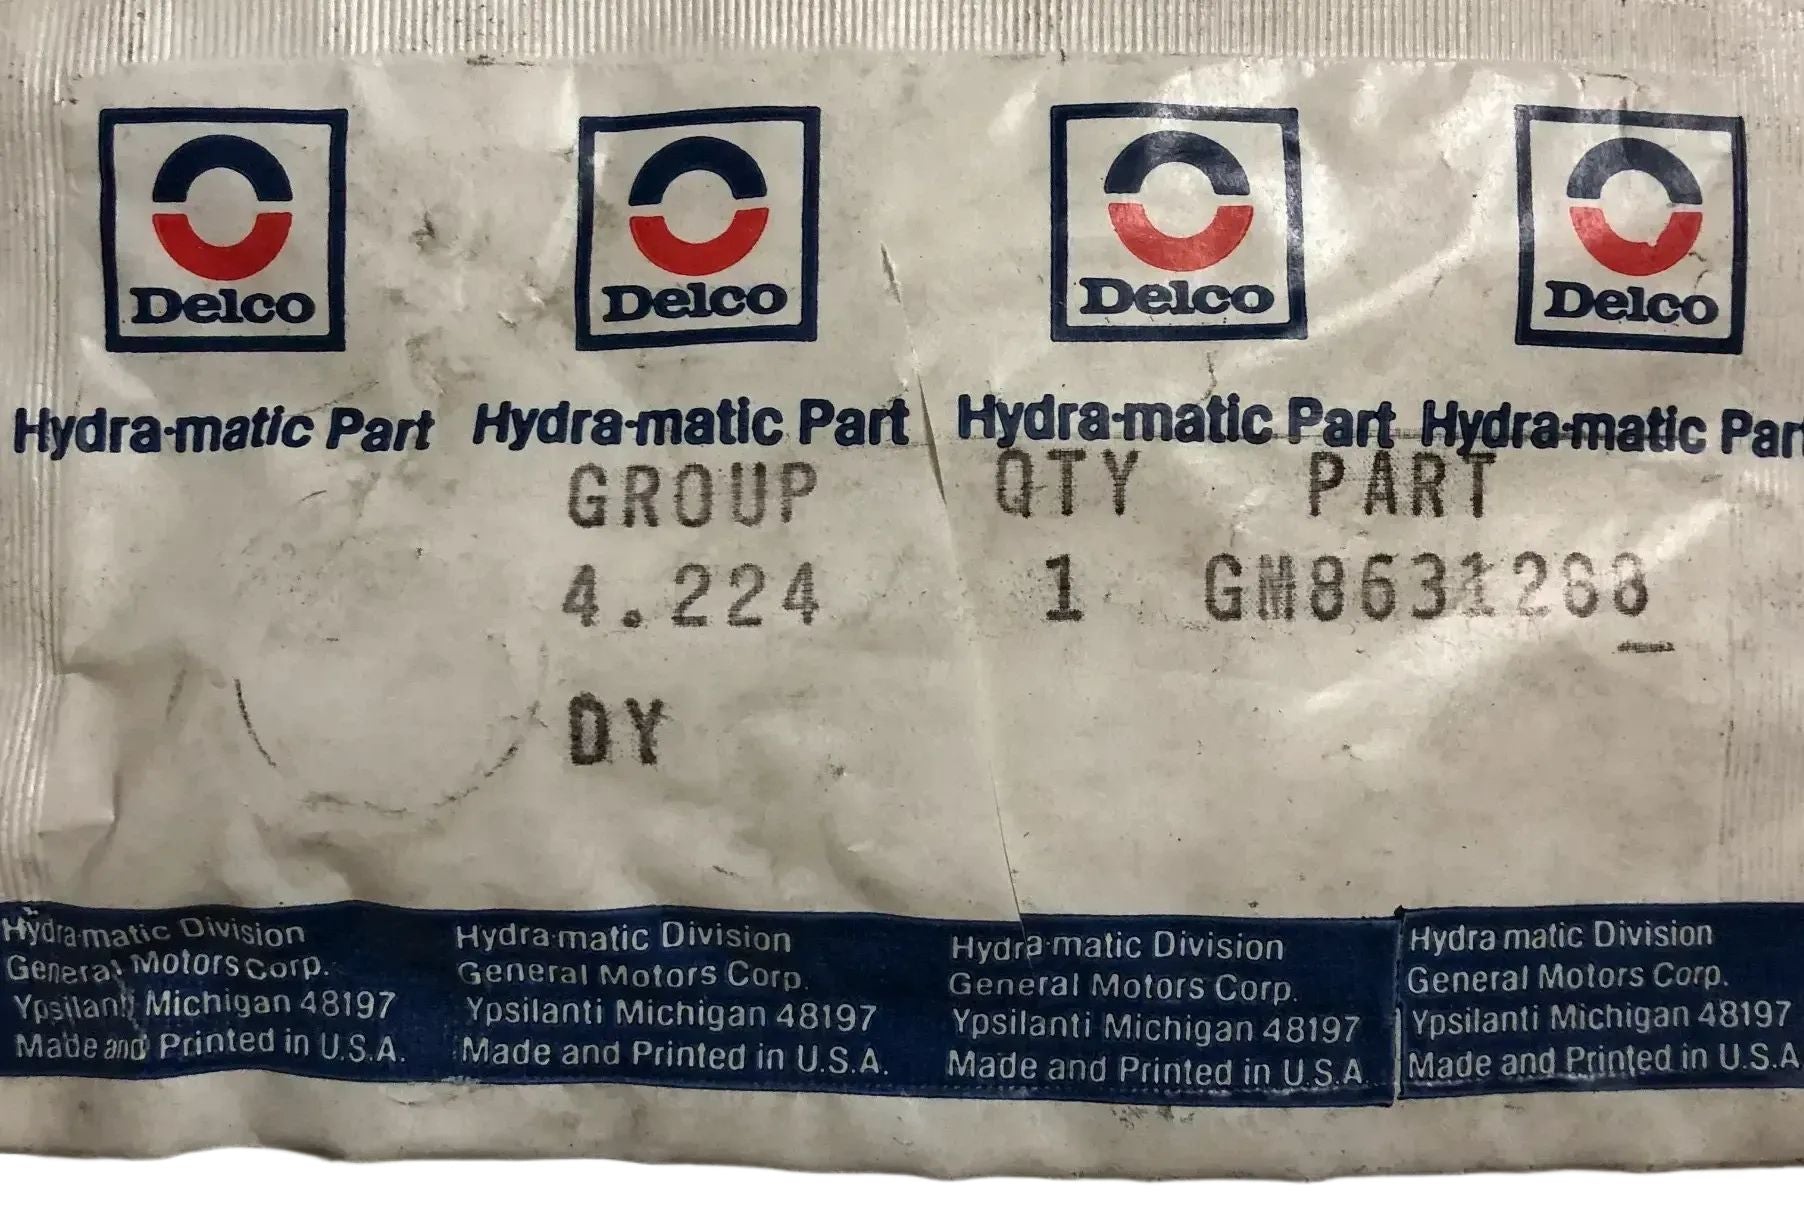 Delco Delco Delco Delco
Hydra-matic Part Hydra-matic Part Hydra-matic Part Hydra-matic Part
GROUP QTY PART
4.224 1 GM8631268
DY
Hydra-matic Division
General Motors Corp.
Ypsilanti Michigan 48197
Made and Printed in U.S.A.
Hydra-matic Division
General Motors Corp.
Ypsilanti Michigan 48197
Made and Printed in U.S.A.
Hydra-matic Division
General Motors Corp.
Ypsilanti Michigan 48197
Made and Printed in U.S.A
Hydra matic Division
General Motors Corp.
Ypsilanti Michigan 48197
Made and Printed in U.S.A